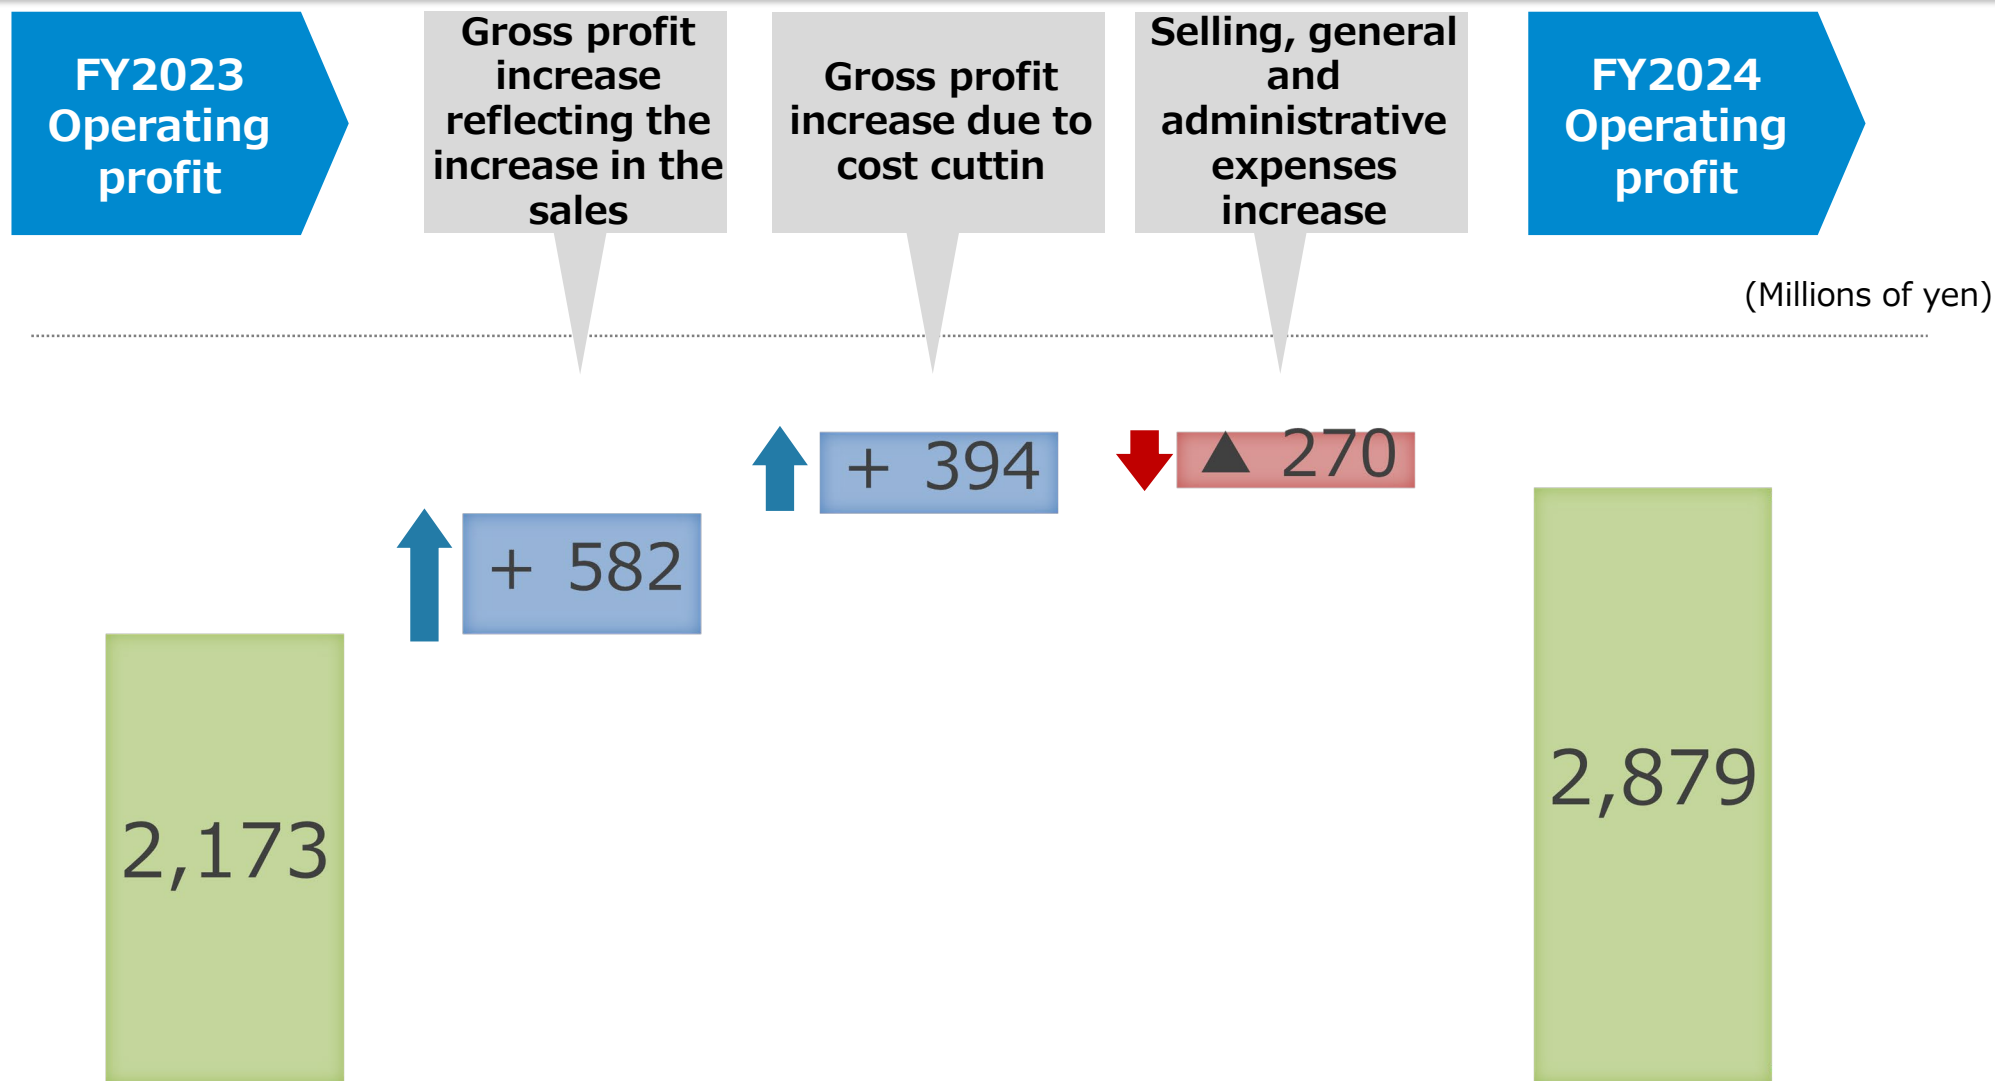 FY2023
Operating
profit
Gross profit
increase
reflecting the
increase in the
sales
Gross profit
increase due to
cost cuttin
Selling, general
and
administrative
expenses
increase
FY2024
Operating
profit
(Millions of yen)
2,173
+ 582
+ 394
▲ 270
2,879